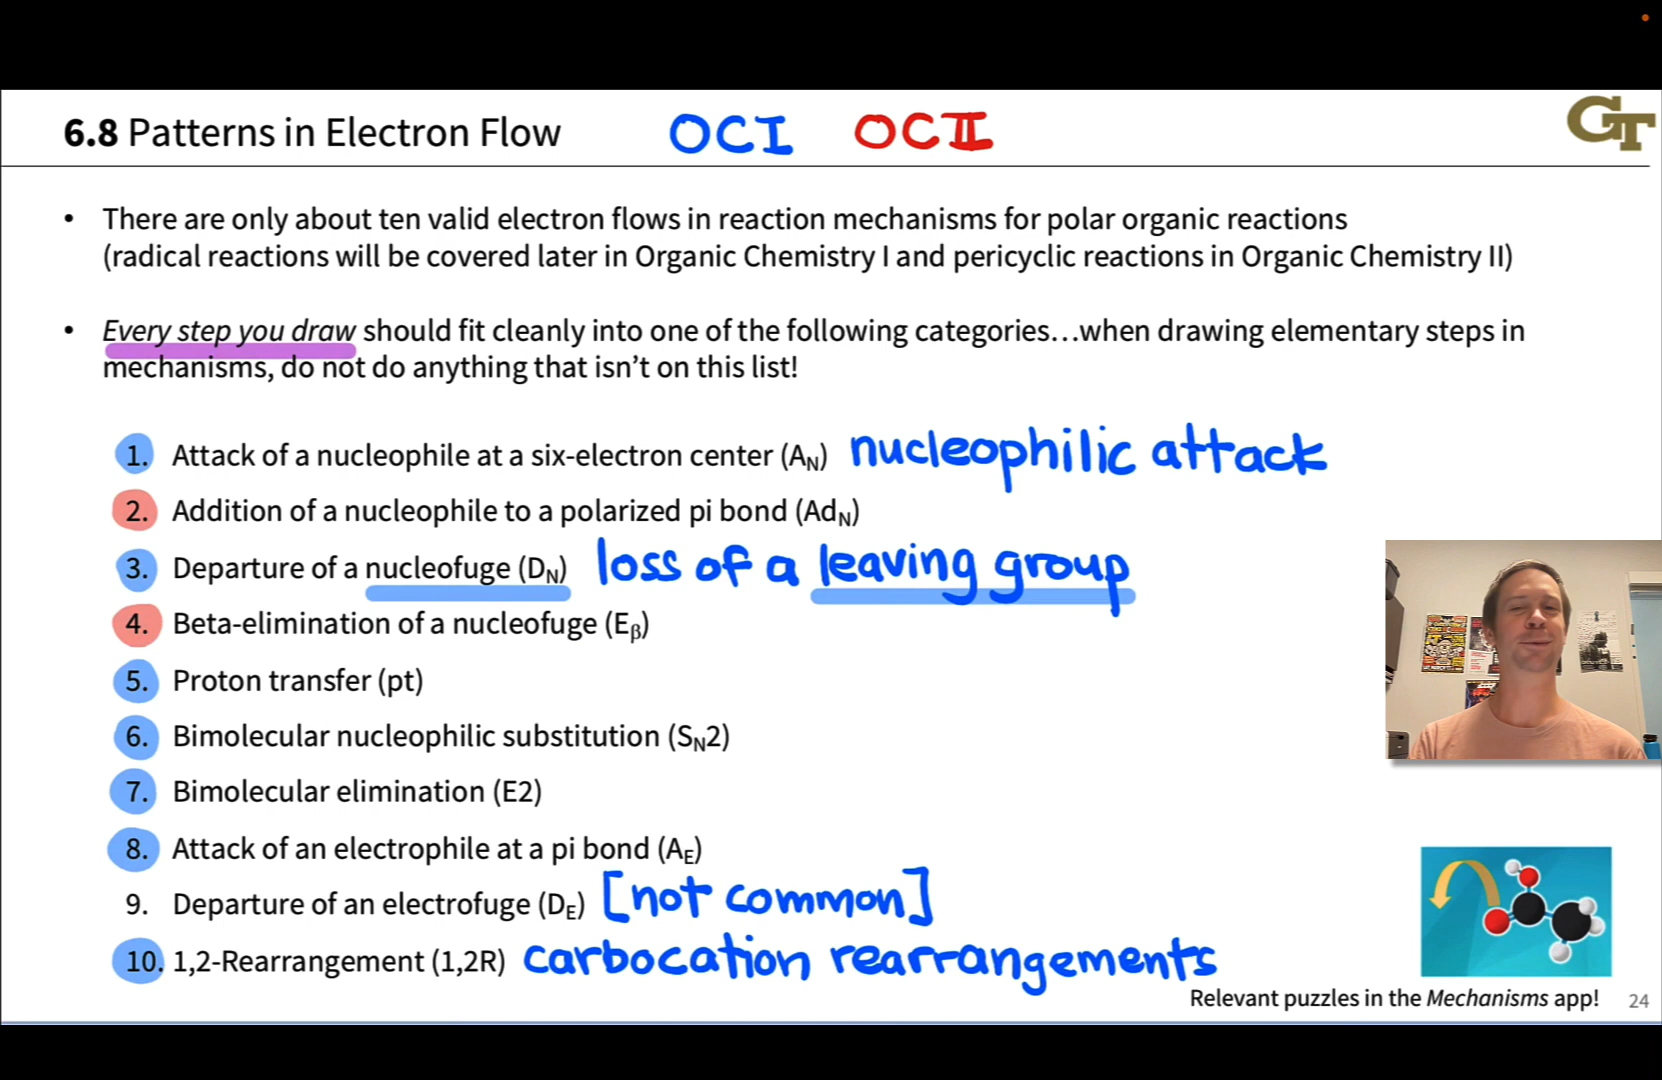 6.8 Patterns in Electron Flow OCI OCII GT
• There are only about ten valid electron flows in reaction mechanisms for polar organic reactions
(radical reactions will be covered later in Organic Chemistry I and pericyclic reactions in Organic Chemistry II)
• Every step you draw should fit cleanly into one of the following categories…when drawing elementary steps in
mechanisms, do not do anything that isn't on this list!
1. Attack of a nucleophile at a six-electron center (AN) nucleophilic attack
2. Addition of a nucleophile to a polarized pi bond (AdN)
3. Departure of a nucleofuge (DN) loss of a leaving group
4. Beta-elimination of a nucleofuge (Eβ)
5. Proton transfer (pt)
6. Bimolecular nucleophilic substitution (SN2)
7. Bimolecular elimination (E2)
8. Attack of an electrophile at a pi bond (AE)
9. Departure of an electrofuge (DE) [not common]
10. 1,2-Rearrangement (1,2R) carbocation rearrangements
Relevant puzzles in the Mechanisms app! 24